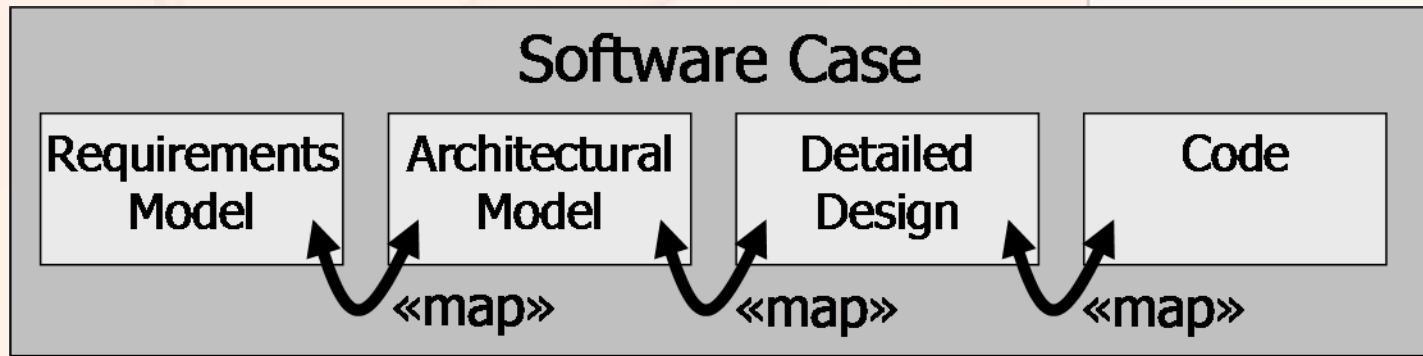 Software Case
Requirements
Model
Architectural
Model
Detailed
Design
Code
«map»
«map»
«map»